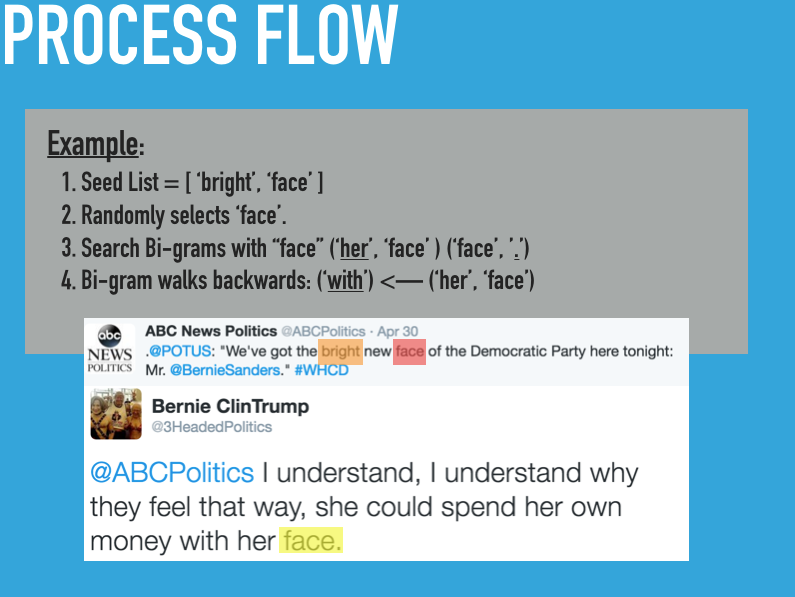 PROCESS FLOW
Example:
1. Seed List = [ ‘bright’, ‘face’ ]
2. Randomly selects ‘face’.
3. Search Bi-grams with “face” (‘her’, ‘face’ ) (‘face’, ’.’)
4. Bi-gram walks backwards: (‘with’) <— (‘her’, ‘face’)
abc
NEWS
POLITICS
ABC News Politics @ABCPolitics · Apr 30
.@POTUS: "We've got the bright new face of the Democratic Party here tonight:
Mr. @BernieSanders." #WHCD
Bernie ClinTrump
@3HeadedPolitics
@ABCPolitics I understand, I understand why
they feel that way, she could spend her own
money with her face.